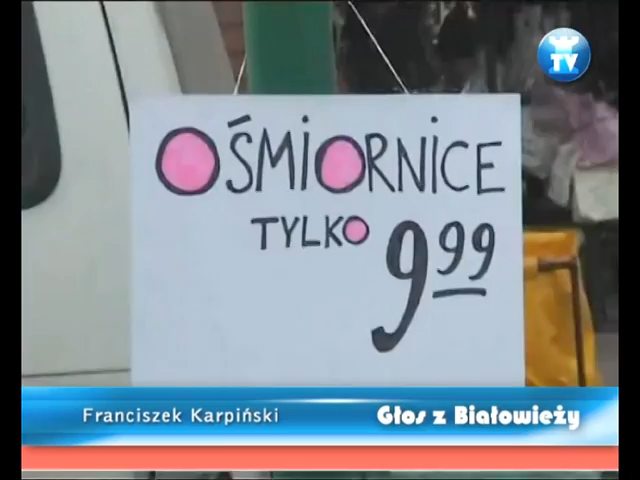 TV
OŚMIORNICE
TYLKO 9 99
Franciszek Karpiński Głos z Białowieży